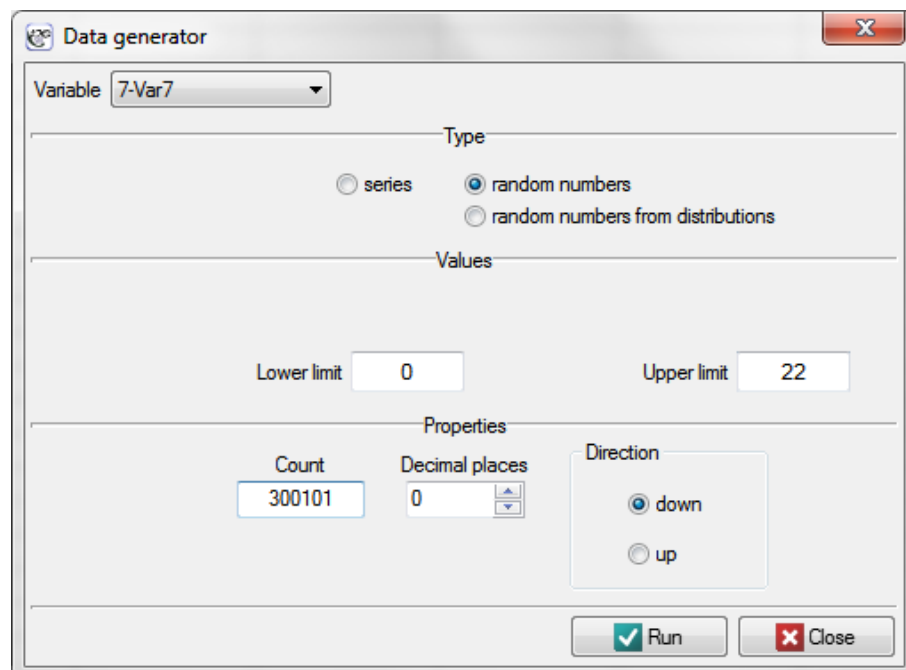 Data generator
Variable 7-Var7
Type
series random numbers
random numbers from distributions
Values
Lower limit 0 Upper limit 22
Properties
Count Decimal places Direction
300101 0 down
up
Run Close